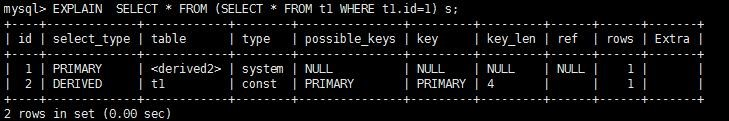 mysql> EXPLAIN  SELECT * FROM (SELECT * FROM t1 WHERE t1.id=1) s;
+----+-------------+------------+--------+---------------+---------+---------+------+------+-------+
| id | select_type | table      | type   | possible_keys | key     | key_len | ref  | rows | Extra |
+----+-------------+------------+--------+---------------+---------+---------+------+------+-------+
|  1 | PRIMARY     | <derived2> | system | NULL          | NULL    | NULL    | NULL |    1 |       |
|  2 | DERIVED     | t1         | const  | PRIMARY       | PRIMARY | 4       |      |    1 |       |
+----+-------------+------------+--------+---------------+---------+---------+------+------+-------+
2 rows in set (0.00 sec)